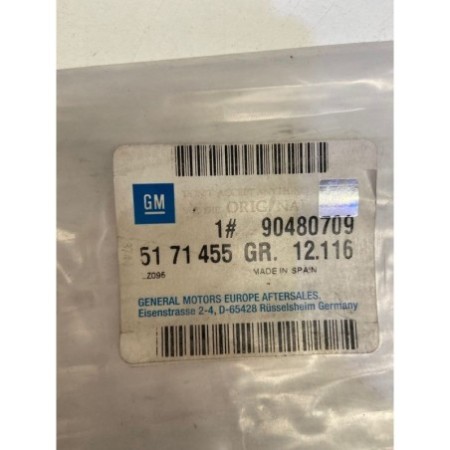 GM
ORIGINAL
1# 90480709
51 71 455 GR. 12.116
Z096 MADE IN SPAIN
GENERAL MOTORS EUROPE AFTERSALES.
Eisenstrasse 2-4, D-65428 Rüsselsheim Germany